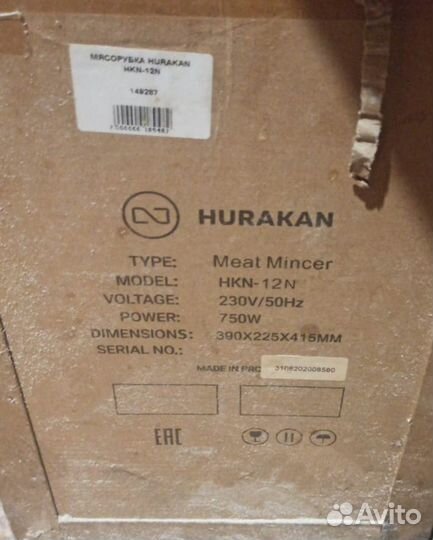 МЯСОРУБКА HURAKAN
HKN-12N
149287
HURAKAN
TYPE: Meat Mincer
MODEL: HKN-12N
VOLTAGE: 230V/50Hz
POWER: 750W
DIMENSIONS: 390X225X415MM
SERIAL NO.:
MADE IN PRC
EAC
Avito